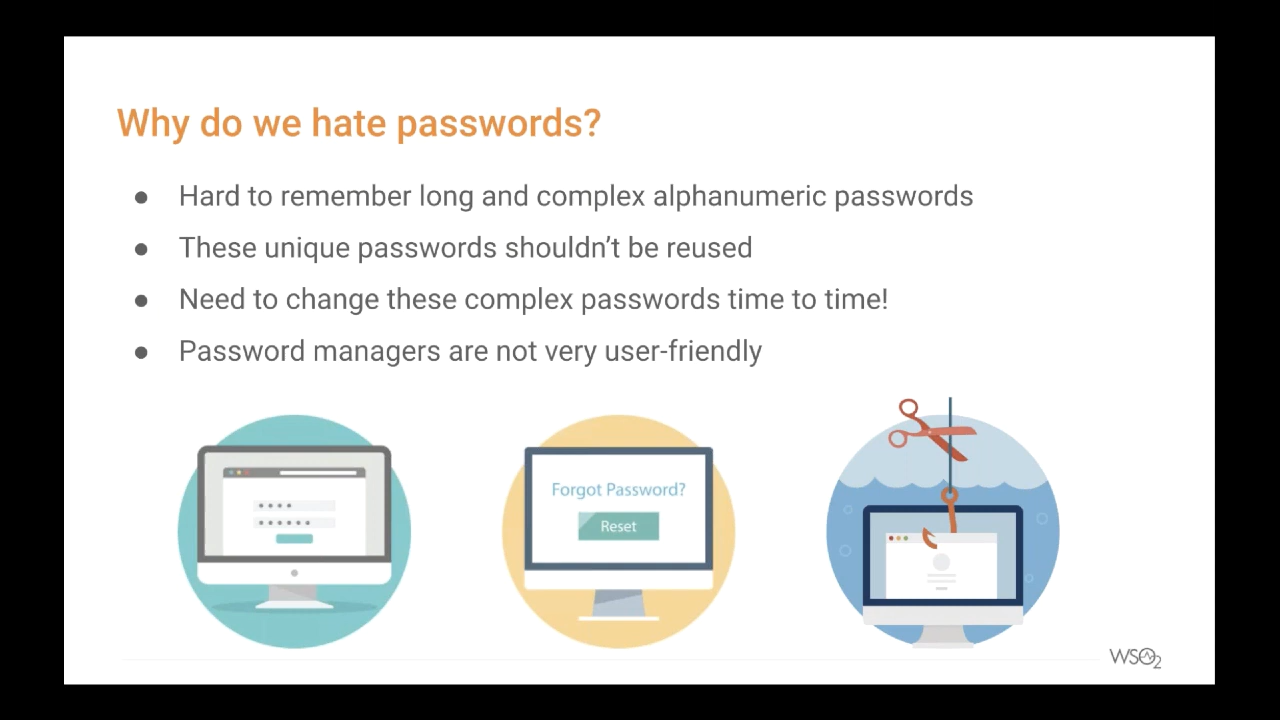 Why do we hate passwords?
● Hard to remember long and complex alphanumeric passwords
● These unique passwords shouldn’t be reused
● Need to change these complex passwords time to time!
● Password managers are not very user-friendly
Forgot Password?
Reset
WSO2